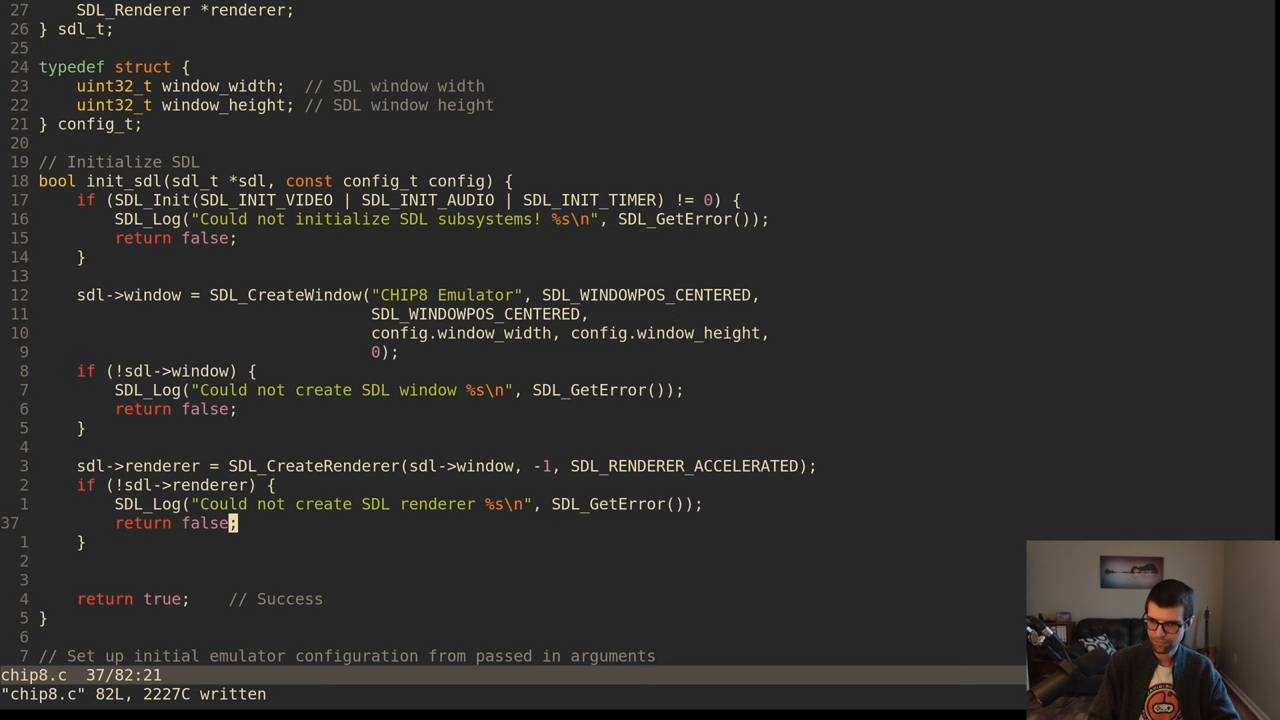 27     SDL_Renderer *renderer;
26 } sdl_t;
25
24 typedef struct {
23     uint32_t window_width;  // SDL window width
22     uint32_t window_height; // SDL window height
21 } config_t;
20
19 // Initialize SDL
18 bool init_sdl(sdl_t *sdl, const config_t config) {
17     if (SDL_Init(SDL_INIT_VIDEO | SDL_INIT_AUDIO | SDL_INIT_TIMER) != 0) {
16         SDL_Log("Could not initialize SDL subsystems! %s\n", SDL_GetError());
15         return false;
14     }
13
12     sdl->window = SDL_CreateWindow("CHIP8 Emulator", SDL_WINDOWPOS_CENTERED,
11                                    SDL_WINDOWPOS_CENTERED,
10                                    config.window_width, config.window_height,
9                                    0);
8     if (!sdl->window) {
7         SDL_Log("Could not create SDL window %s\n", SDL_GetError());
6         return false;
5     }
4
3     sdl->renderer = SDL_CreateRenderer(sdl->window, -1, SDL_RENDERER_ACCELERATED);
2     if (!sdl->renderer) {
1         SDL_Log("Could not create SDL renderer %s\n", SDL_GetError());
37         return false;
1     }
2
3
4     return true;    // Success
5 }
6
7 // Set up initial emulator configuration from passed in arguments
chip8.c  37/82:21
"chip8.c" 82L, 2227C written